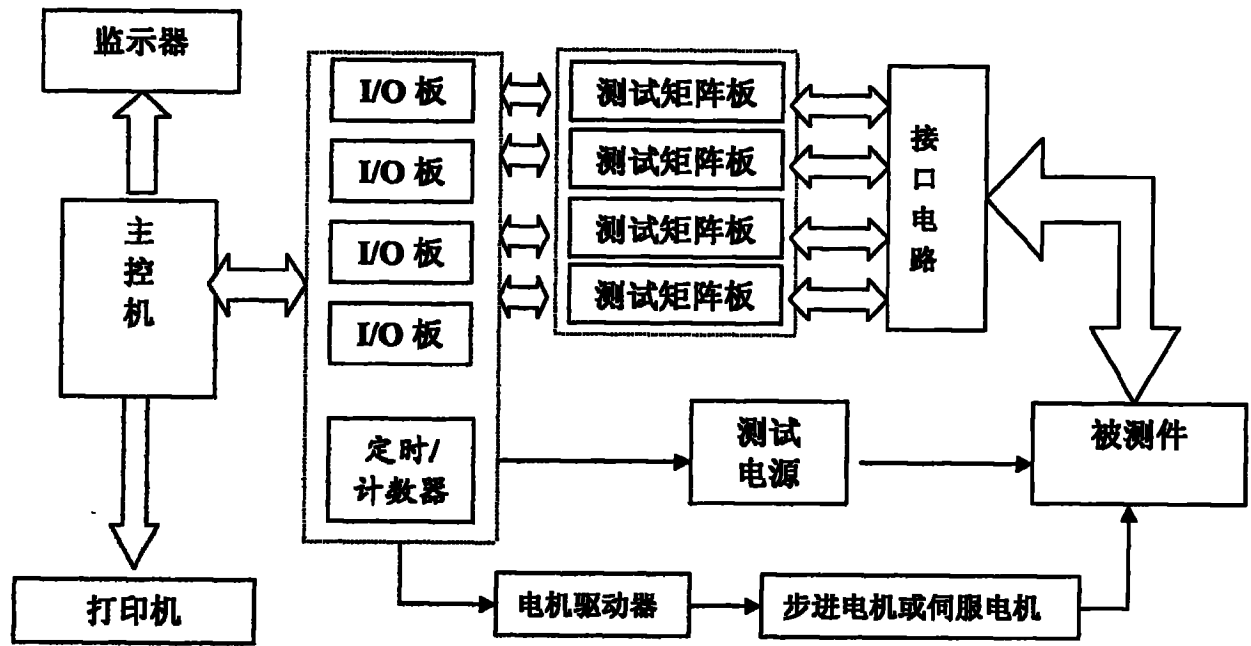 监示器
主
控
机
打印机
I/O 板
I/O 板
I/O 板
I/O 板
定时/
计数器
测试矩阵板
测试矩阵板
测试矩阵板
测试矩阵板
接
口
电
路
测试
电源
被测件
电机驱动器
步进电机或伺服电机